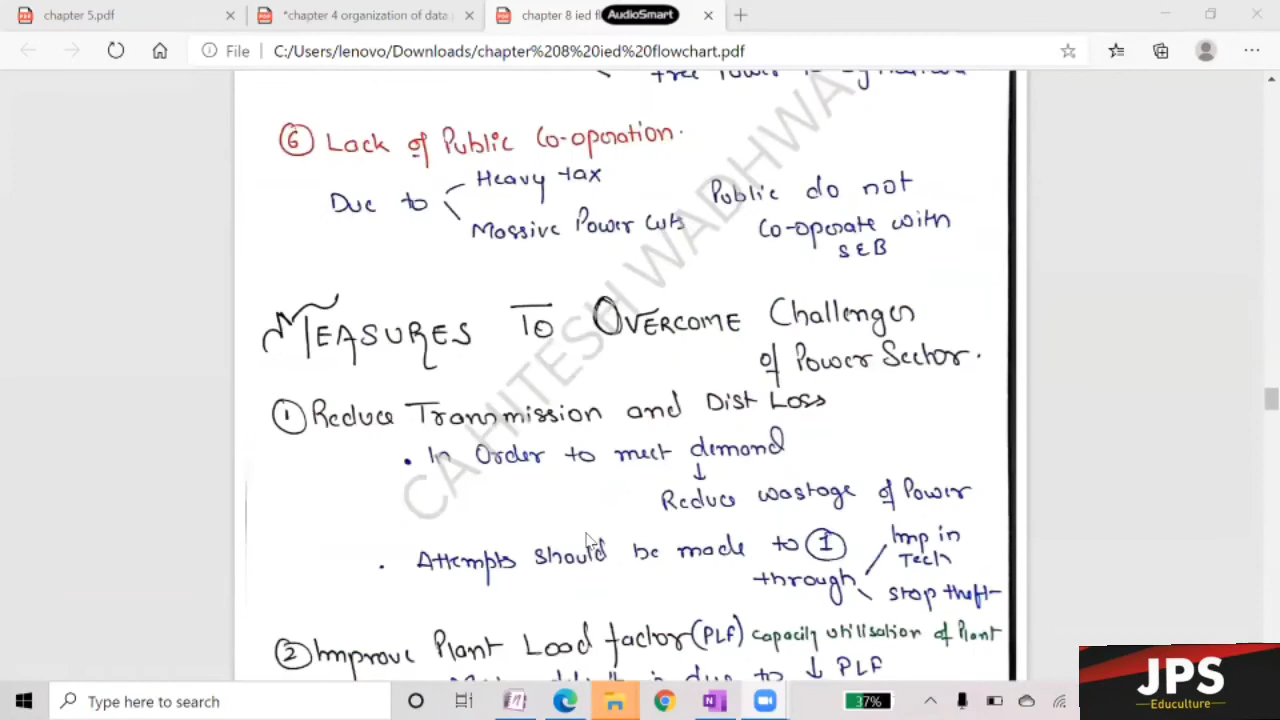 chapter 5.pdf
*chapter 4 organization of data
chapter 8 ied fl
AudioSmart
File
C:/Users/lenovo/Downloads/chapter%208%20ied%20flowchart.pdf
⑥ Lack of Public Co-operation.
Due to
Heavy tax
Massive Power cuts
Public do not
Co-operate with
SEB
MEASURES TO OVERCOME Challenges
of Power Sector.
① Reduce Transmission and Dist Loss
• In Order to meet demand
↓
Reduce wastage of Power
• Attempts should be made to ①
through
Imp in
Tech
stop theft
② Improve Plant Load factor (PLF) capacity utilisation of Plant
is due to ↓ PLF
CA HITESH WADHWA
Type here to search
37%
JPS
Educulture